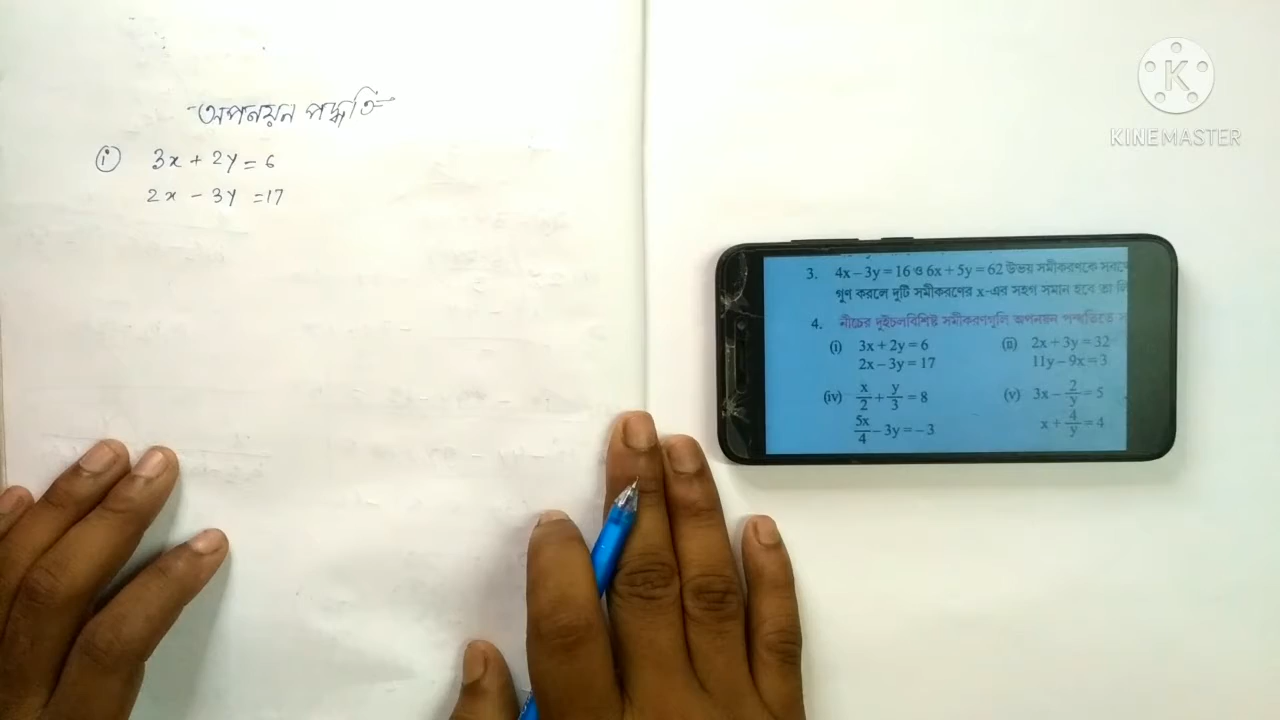 অপনয়ন পদ্ধতি
(i) 3x + 2y = 6
2x - 3y = 17
KINEMASTER
3. 4x – 3y = 16 ও 6x + 5y = 62 উভয় সমীকরণকে
গুণ করলে দুটি সমীকরণের x-এর সহগ সমান হবে তা
4. নীচের দুইচলবিশিষ্ট সমীকরণগুলি অপনয়ন পদ্ধতিতে
(i) 3x + 2y = 6 (ii) 2x + 3y = 32
2x – 3y = 17 11y – 9x = 3
(iv) x/2 + y/3 = 8 (v) 3x – 2/y = 5
5x/4 – 3y = – 3 x + 4/y = 4